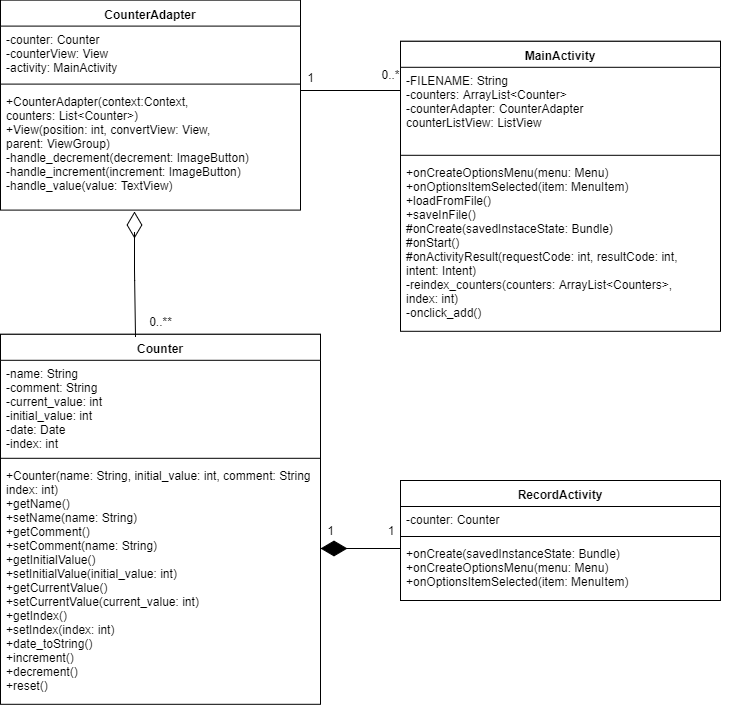 CounterAdapter
-counter: Counter
-counterView: View
-activity: MainActivity
+CounterAdapter(context:Context,
counters: List<Counter>)
+View(position: int, convertView: View,
parent: ViewGroup)
-handle_decrement(decrement: ImageButton)
-handle_increment(increment: ImageButton)
-handle_value(value: TextView)
1
0..*
MainActivity
-FILENAME: String
-counters: ArrayList<Counter>
-counterAdapter: CounterAdapter
counterListView: ListView
+onCreateOptionsMenu(menu: Menu)
+onOptionsItemSelected(item: MenuItem)
+loadFromFile()
+saveInFile()
#onCreate(savedInstaceState: Bundle)
#onStart()
#onActivityResult(requestCode: int, resultCode: int,
intent: Intent)
-reindex_counters(counters: ArrayList<Counters>,
index: int)
-onclick_add()
0..**
Counter
-name: String
-comment: String
-current_value: int
-initial_value: int
-date: Date
-index: int
+Counter(name: String, initial_value: int, comment: String
index: int)
+getName()
+setName(name: String)
+getComment()
+setComment(name: String)
+getInitialValue()
+setInitialValue(initial_value: int)
+getCurrentValue()
+setCurrentValue(current_value: int)
+getIndex()
+setIndex(index: int)
+date_toString()
+increment()
+decrement()
+reset()
1
1
RecordActivity
-counter: Counter
+onCreate(savedInstanceState: Bundle)
+onCreateOptionsMenu(menu: Menu)
+onOptionsItemSelected(item: MenuItem)